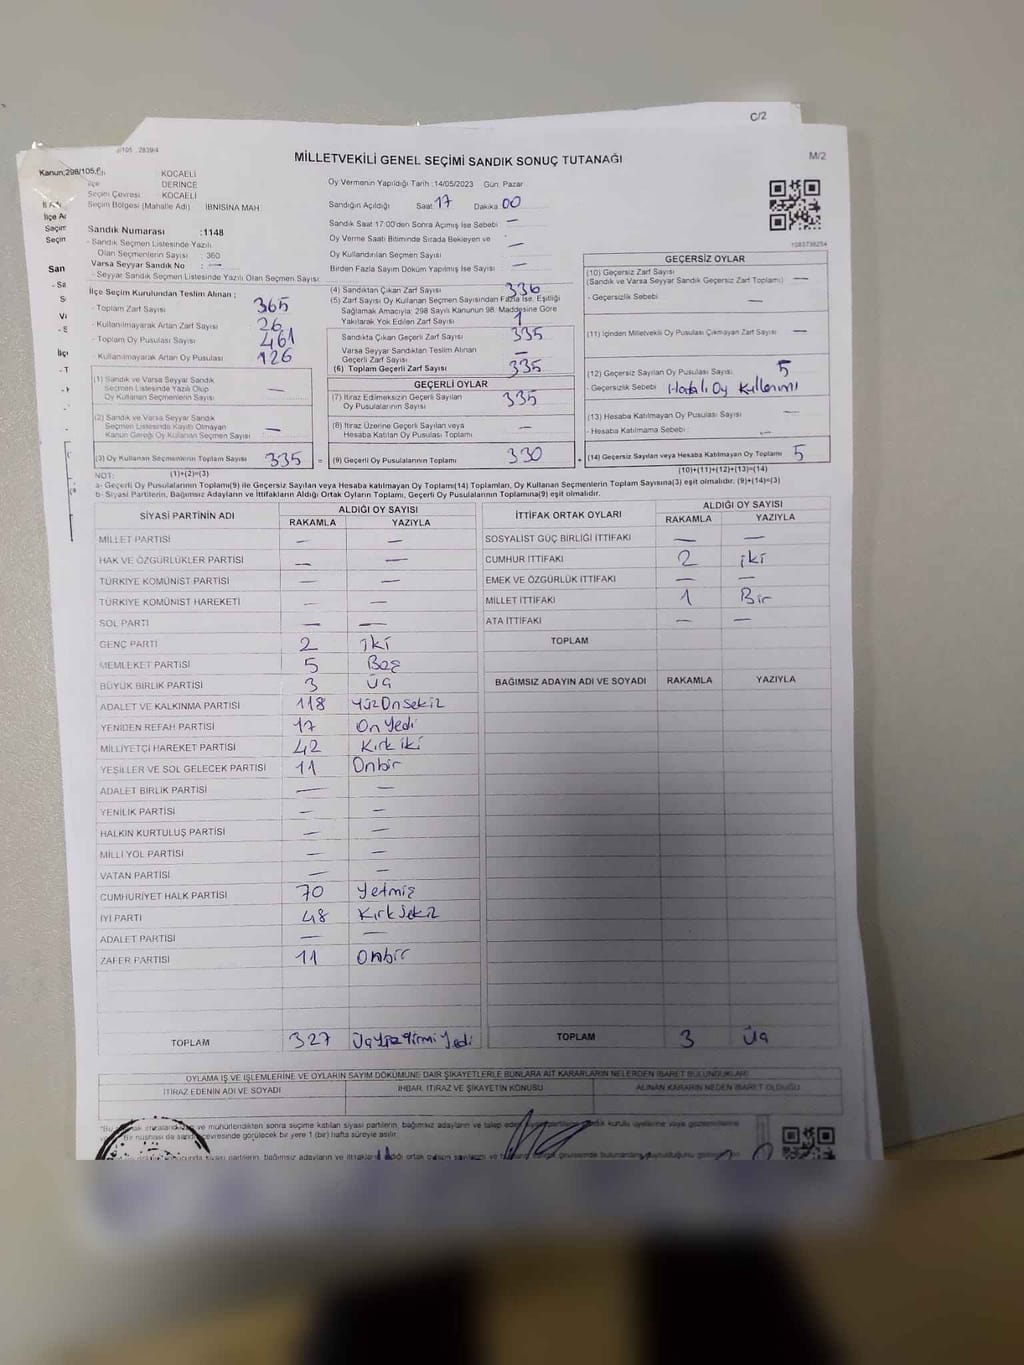 C/2
MİLLETVEKİLİ GENEL SEÇİMİ SANDIK SONUÇ TUTANAĞI
M/2
Kanun,298/105
KOCAELİ
İlçe DERİNCE
Seçim Çevresi KOCAELİ
Seçim Bölgesi (Mahalle Adı) İBNİSİNA MAH
Sandık Numarası :1148
- Sandık Seçmen Listesinde Yazılı
Olan Seçmenlerin Sayısı : 360
Varsa Seyyar Sandık No : —
- Seyyar Sandık Seçmen Listesinde Yazılı Olan Seçmen Sayısı:
İlçe Seçim Kurulundan Teslim Alınan :
- Toplam Zarf Sayısı 365
- Kullanılmayarak Artan Zarf Sayısı 26
- Toplam Oy Pusulası Sayısı 461
- Kullanılmayarak Artan Oy Pusulası 126
(1) Sandık ve Varsa Seyyar Sandık
Seçmen Listesinde Yazılı Olup
Oy Kullanan Seçmenlerin Sayısı —
(2) Sandık ve Varsa Seyyar Sandık
Seçmen Listesinde Kayıtlı Olmayan
Kanun Gereği Oy Kullanan Seçmen Sayısı —
(3) Oy Kullanan Seçmenlerin Toplam Sayısı 335
(1)+(2)=(3)
Oy Vermenin Yapıldığı Tarih :14/05/2023 Gün: Pazar
Sandığın Açıldığı Saat 17 Dakika 00
Sandık Saat 17:00'den Sonra Açılmış İse Sebebi —
Oy Verme Saati Bitiminde Sırada Bekleyen ve
Oy Kullandırılan Seçmen Sayısı —
Birden Fazla Sayım Döküm Yapılmış İse Sayısı —
(4) Sandıktan Çıkan Zarf Sayısı 336
(5) Zarf Sayısı Oy Kullanan Seçmen Sayısından Fazla İse, Eşitliği
Sağlamak Amacıyla; 298 Sayılı Kanunun 98. Maddesine Göre
Yakılarak Yok Edilen Zarf Sayısı 1
Sandıkta Çıkan Geçerli Zarf Sayısı 335
Varsa Seyyar Sandıktan Teslim Alınan
Geçerli Zarf Sayısı —
(6) Toplam Geçerli Zarf Sayısı 335
GEÇERLİ OYLAR
(7) İtiraz Edilmeksizin Geçerli Sayılan
Oy Pusulalarının Sayısı 335
(8) İtiraz Üzerine Geçerli Sayılan veya
Hesaba Katılan Oy Pusulası Toplamı —
= (9) Geçerli Oy Pusulalarının Toplamı 330
1083736254
GEÇERSİZ OYLAR
(10) Geçersiz Zarf Sayısı
(Sandık ve Varsa Seyyar Sandık Geçersiz Zarf Toplamı) —
- Geçersizlik Sebebi —
(11) İçinden Milletvekili Oy Pusulası Çıkmayan Zarf Sayısı —
(12) Geçersiz Sayılan Oy Pusulası Sayısı 5
- Geçersizlik Sebebi Hatalı Oy Kullanımı
(13) Hesaba Katılmayan Oy Pusulası Sayısı —
- Hesaba Katılmama Sebebi —
+ (14) Geçersiz Sayılan veya Hesaba Katılmayan Oy Toplamı 5
(10)+(11)+(12)+(13)=(14)
NOT:
a- Geçerli Oy Pusulalarının Toplamı(9) ile Geçersiz Sayılan veya Hesaba katılmayan Oy Toplamı(14) Toplamları, Oy Kullanan Seçmenlerin Toplam Sayısına(3) eşit olmalıdır. (9)+(14)=(3)
b- Siyasi Partilerin, Bağımsız Adayların ve İttifakların Aldığı Ortak Oyların Toplamı, Geçerli Oy Pusulalarının Toplamına(9) eşit olmalıdır.
SİYASİ PARTİNİN ADI ALDIĞI OY SAYISI
RAKAMLA YAZIYLA
MİLLET PARTİSİ — —
HAK VE ÖZGÜRLÜKLER PARTİSİ — —
TÜRKİYE KOMÜNİST PARTİSİ — —
TÜRKİYE KOMÜNİST HAREKETİ — —
SOL PARTİ — —
GENÇ PARTİ 2 iki
MEMLEKET PARTİSİ 5 Beş
BÜYÜK BİRLİK PARTİSİ 3 Üç
ADALET VE KALKINMA PARTİSİ 118 YüzOnSekiz
YENİDEN REFAH PARTİSİ 17 On yedi
MİLLİYETÇİ HAREKET PARTİSİ 42 Kırk iki
YEŞİLLER VE SOL GELECEK PARTİSİ 11 Onbir
ADALET BİRLİK PARTİSİ — —
YENİLİK PARTİSİ — —
HALKIN KURTULUŞ PARTİSİ — —
MİLLİ YOL PARTİSİ — —
VATAN PARTİSİ — —
CUMHURİYET HALK PARTİSİ 70 Yetmiş
İYİ PARTİ 48 Kırk Sekiz
ADALET PARTİSİ — —
ZAFER PARTİSİ 11 Onbir
TOPLAM 327 ÜçYüzYirmi Yedi
İTTİFAK ORTAK OYLARI ALDIĞI OY SAYISI
RAKAMLA YAZIYLA
SOSYALİST GÜÇ BİRLİĞİ İTTİFAKI — —
CUMHUR İTTİFAKI 2 iki
EMEK VE ÖZGÜRLÜK İTTİFAKI — —
MİLLET İTTİFAKI 1 Bir
ATA İTTİFAKI — —
TOPLAM
BAĞIMSIZ ADAYIN ADI VE SOYADI RAKAMLA YAZIYLA
TOPLAM 3 Üç
OYLAMA İŞ VE İŞLEMLERİNE VE OYLARIN SAYIM DÖKÜMÜNE DAİR ŞİKAYETLERLE BUNLARA AİT KARARLARIN NELERDEN İBARET BULUNDUKLARI
İTİRAZ EDENİN ADI VE SOYADI İHBAR, İTİRAZ VE ŞİKAYETİN KONUSU ALINAN KARARIN NEDEN İBARET OLDUĞU
ve mühürlendikten sonra seçime katılan siyasi partilerin, bağımsız adayların ve talep eden
Bir nüshası da sandık çevresinde görülecek bir yere 1 (bir) hafta süreyle asılır.